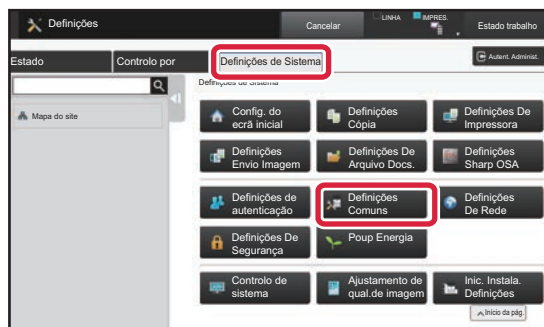 Definições
Cancelar
LINHA
IMPRES.
Estado trabalho
Estado
Controlo por
Definições de Sistema
Autent. Administ.
Definições de Sistema
Mapa do site
Config. do
ecrã inicial
Definições
Cópia
Definições De
Impressora
Definições
Envio Imagem
Definições De
Arquivo Docs.
Definições
Sharp OSA
Definições de
autenticação
Definições
Comuns
Definições
De Rede
Definições De
Segurança
Poup Energia
Controlo de
sistema
Ajustamento de
qual.de imagem
Inic. Instala.
Definições
Início da pág.